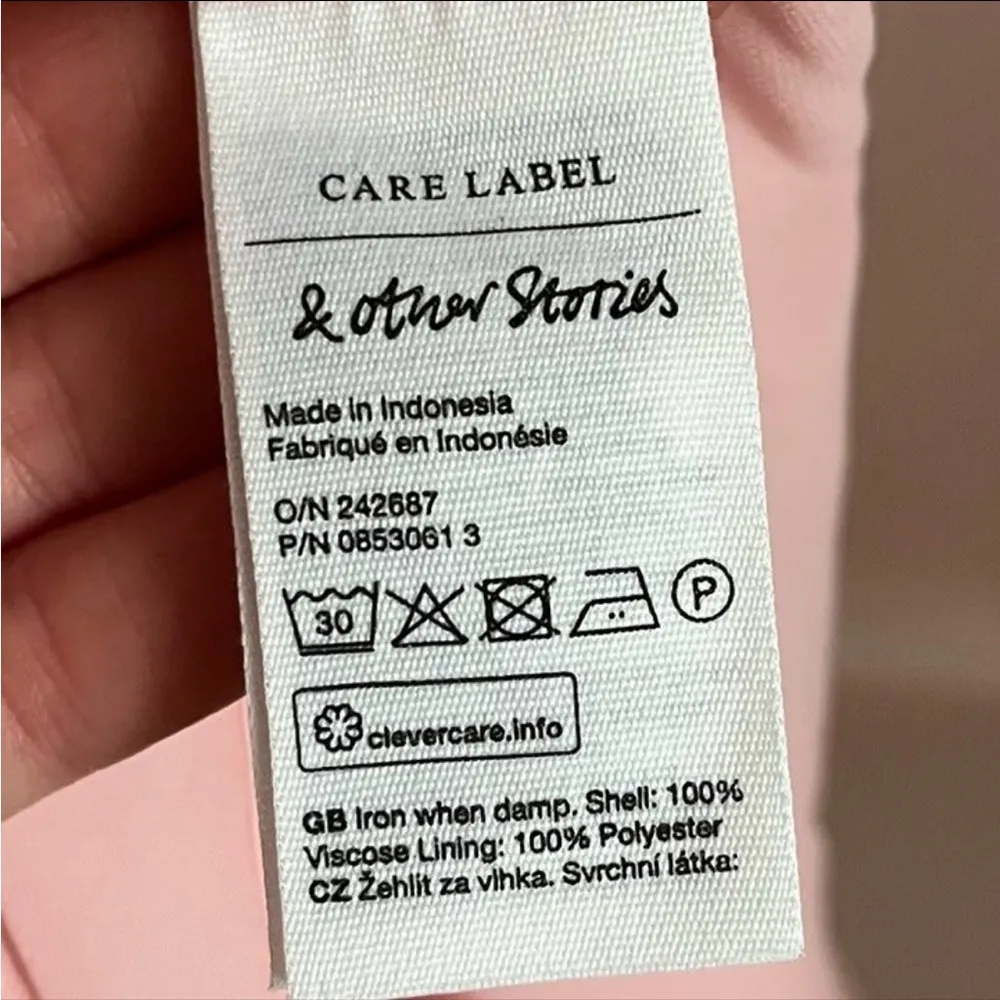 CARE LABEL
& other Stories
Made in Indonesia
Fabriqué en Indonésie
O/N 242687
P/N 0853061 3
30
P
clevercare.info
GB Iron when damp. Shell: 100%
Viscose Lining: 100% Polyester
CZ Žehlit za vlhka. Svrchní látka: